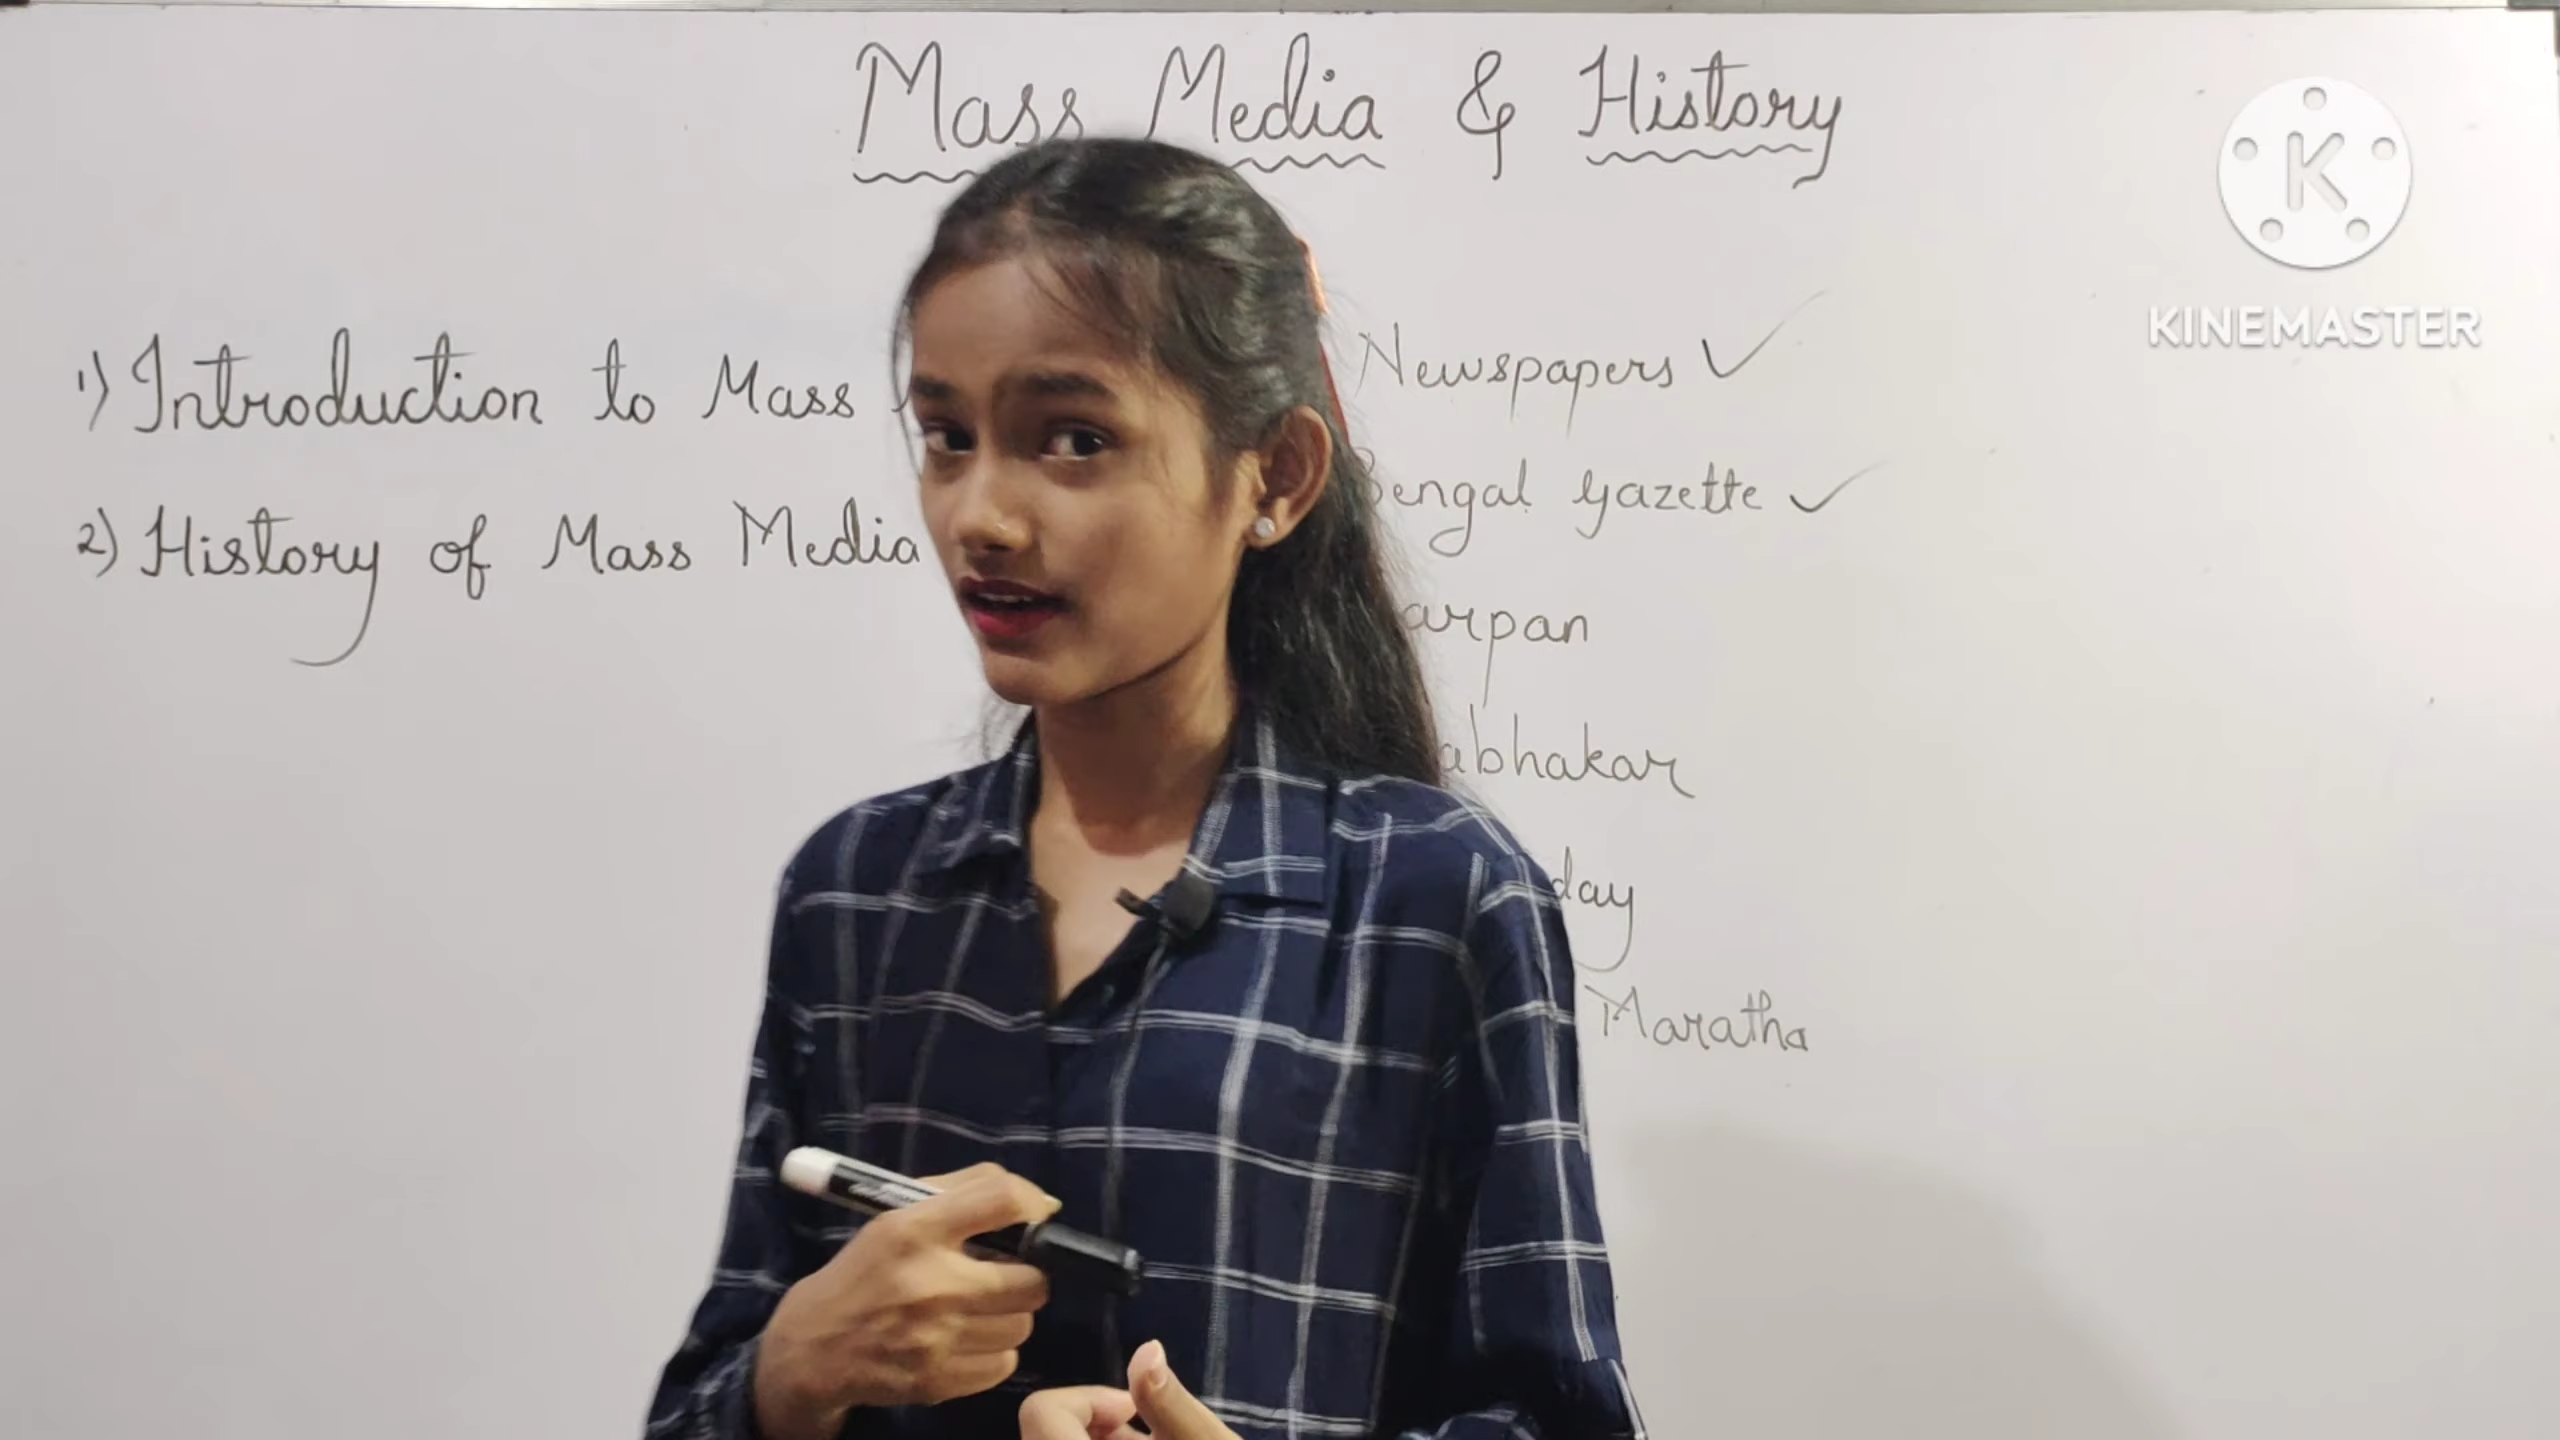 Mass Media & History
1) Introduction to Mass
2) History of Mass Media
Newspapers
Bengal Gazette
arpan
abhakar
day
Maratha
K
KINEMASTER